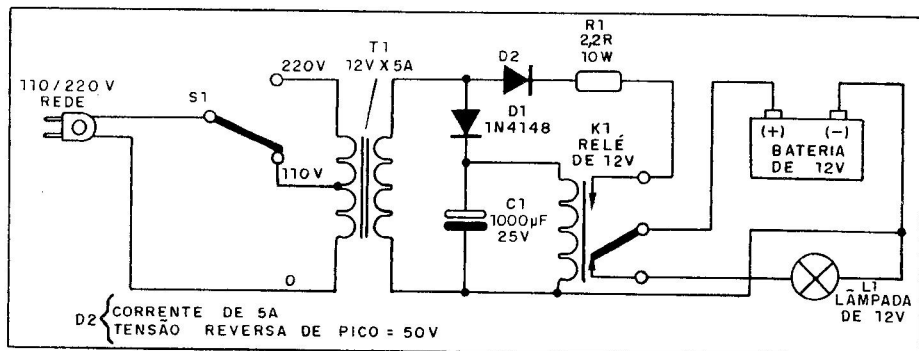 110/220 V
REDE
S1
220V
110V
0
T1
12V X 5A
D2
R1
2,2R
10W
D1
1N4148
C1
1000µF
25V
K1
RELÉ
DE 12V
(+) (-)
BATERIA
DE 12V
L1
LÂMPADA
DE 12V
D2 { CORRENTE DE 5A
TENSÃO REVERSA DE PICO = 50V